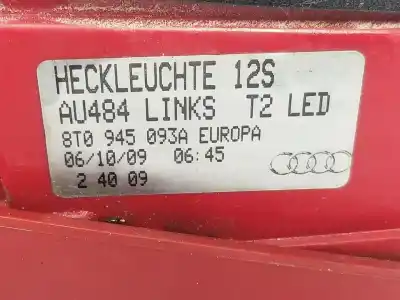 HECKLEUCHTE 12S
AU484 LINKS T2 LED
8T0 945 093A EUROPA
06/10/09 06:45
2 40 09